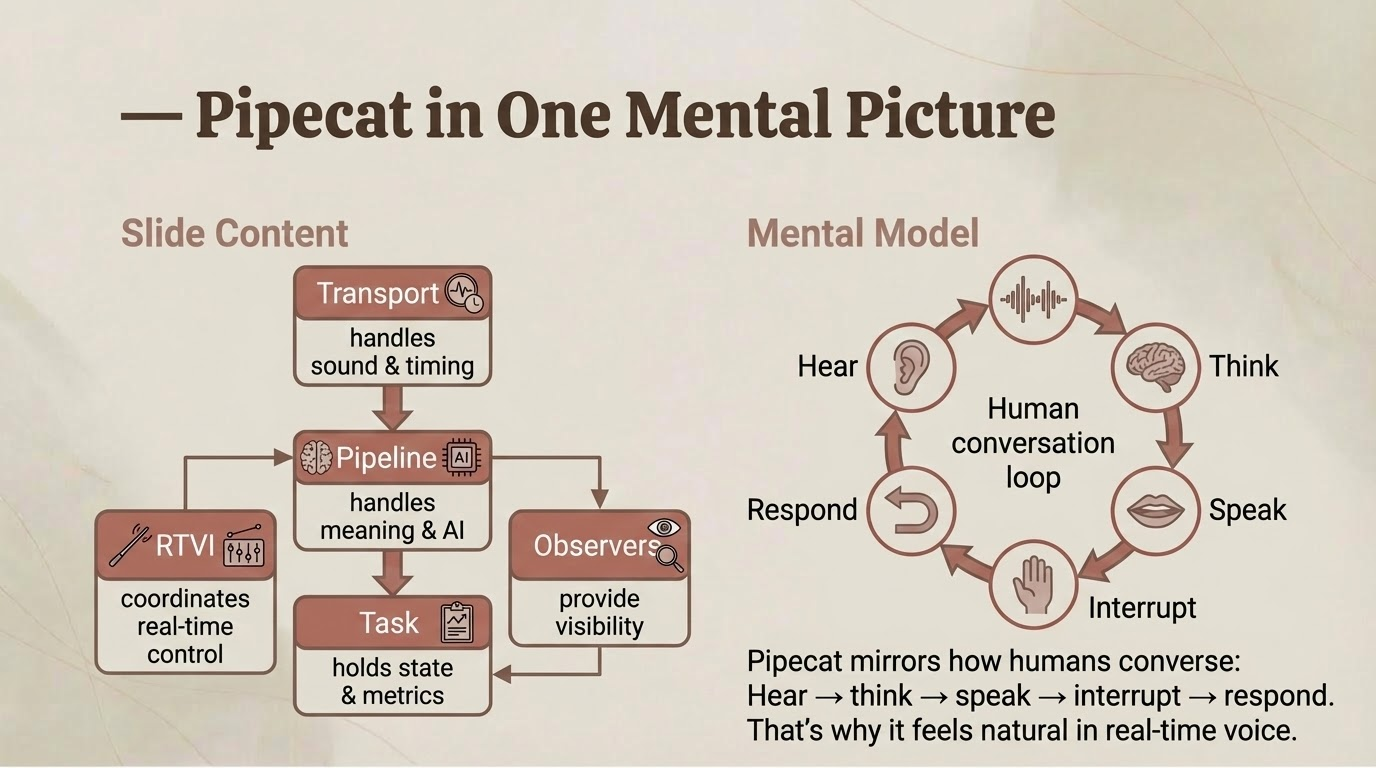 — Pipecat in One Mental Picture
Slide Content
Transport
handles
sound & timing
Pipeline
AI
handles
meaning & AI
RTVI
coordinates
real-time
control
Observers
provide
visibility
Task
holds state
& metrics
Mental Model
Hear
Think
Human
conversation
loop
Respond
Speak
Interrupt
Pipecat mirrors how humans converse:
Hear → think → speak → interrupt → respond.
That's why it feels natural in real-time voice.